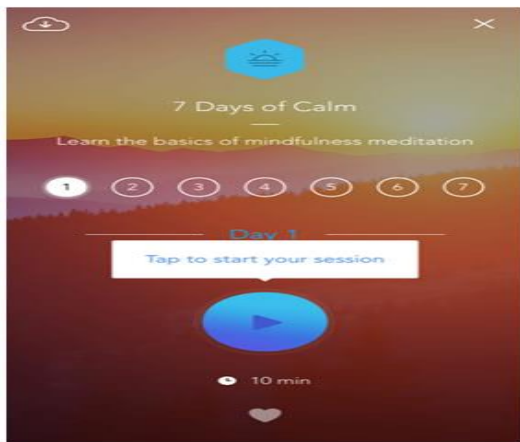 7 Days of Calm
Learn the basics of mindfulness meditation
1 2 3 4 5 6 7
Day 1
Tap to start your session
10 min